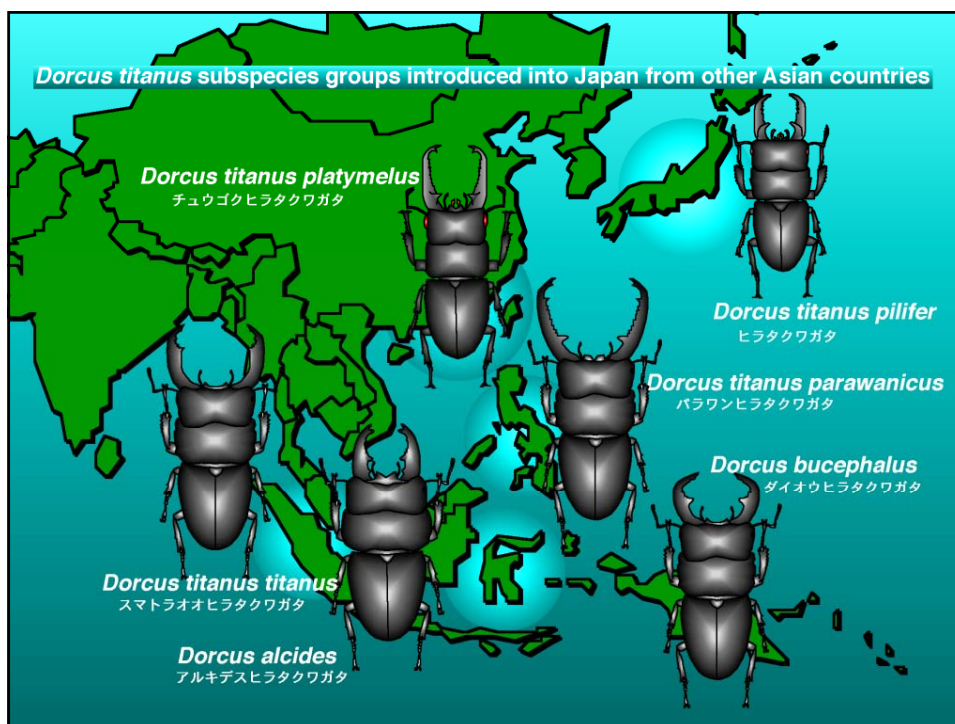 Dorcus titanus subspecies groups introduced into Japan from other Asian countries
Dorcus titanus platymelus
チュウゴクヒラタクワガタ
Dorcus titanus pilifer
ヒラタクワガタ
Dorcus titanus parawanicus
パラワンヒラタクワガタ
Dorcus bucephalus
ダイオウヒラタクワガタ
Dorcus titanus titanus
スマトラオオヒラタクワガタ
Dorcus alcides
アルキデスヒラタクワガタ